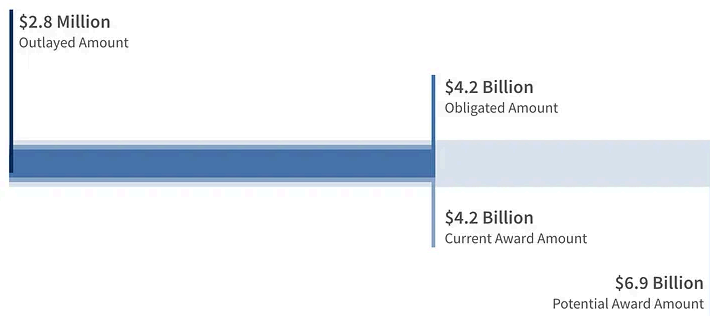 $2.8 Million
Outlayed Amount
$4.2 Billion
Obligated Amount
$4.2 Billion
Current Award Amount
$6.9 Billion
Potential Award Amount